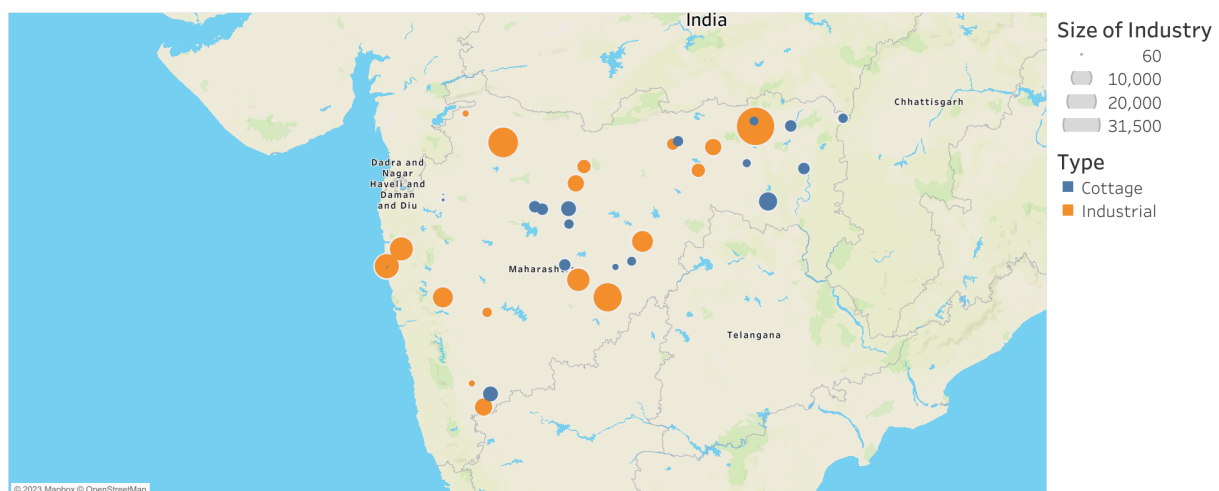 India
Chhattisgarh
Dadra and
Nagar
Haveli and
Daman
and Diu
Telangana
© 2023 Mapbox © OpenStreetMap
Size of Industry
60
10,000
20,000
31,500
Type
Cottage
Industrial